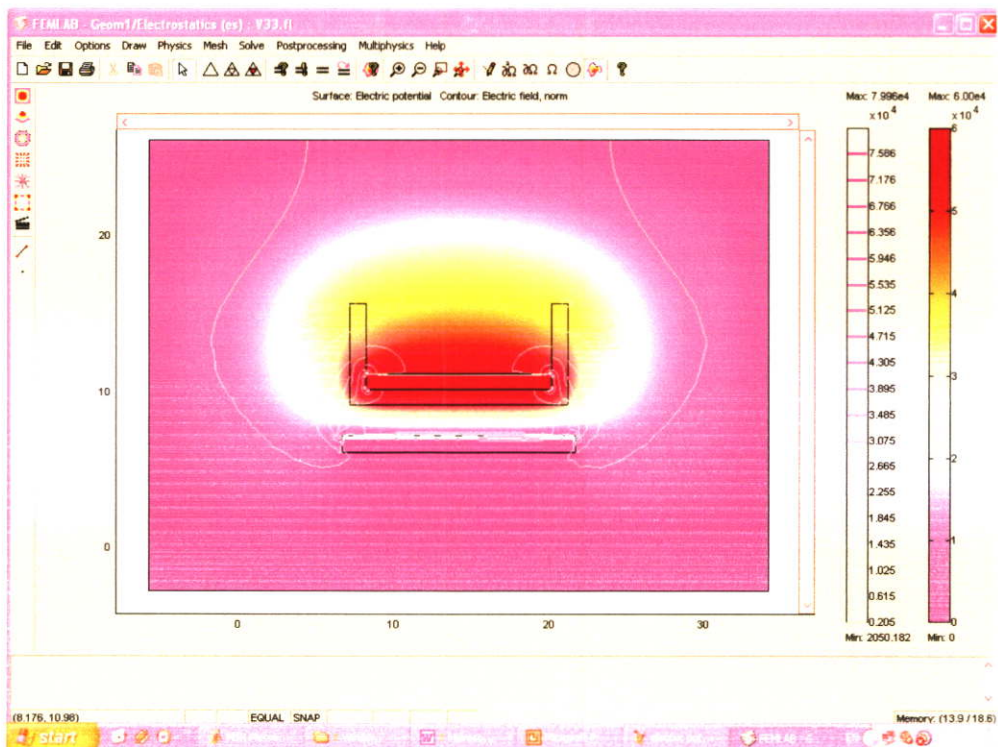 FEMLAB - Geom1/Electrostatics (es) : V33.fl
File Edit Options Draw Physics Mesh Solve Postprocessing Multiphysics Help
Surface: Electric potential Contour: Electric field, norm
Max: 7.996e4 Max: 6.00e4
x 10^4 x 10^4
7.586
7.176
6.766
6.356
5.946
5.535
5.125
4.715
4.305
3.895
3.485
3.075
2.665
2.255
1.845
1.435
1.025
0.615
0.205
Min: 2050.182
6
5
4
3
2
1
0
Min: 0
20
10
0
0 10 20 30
(8.176, 10.98) EQUAL SNAP Memory: (13.9 / 18.6)
start